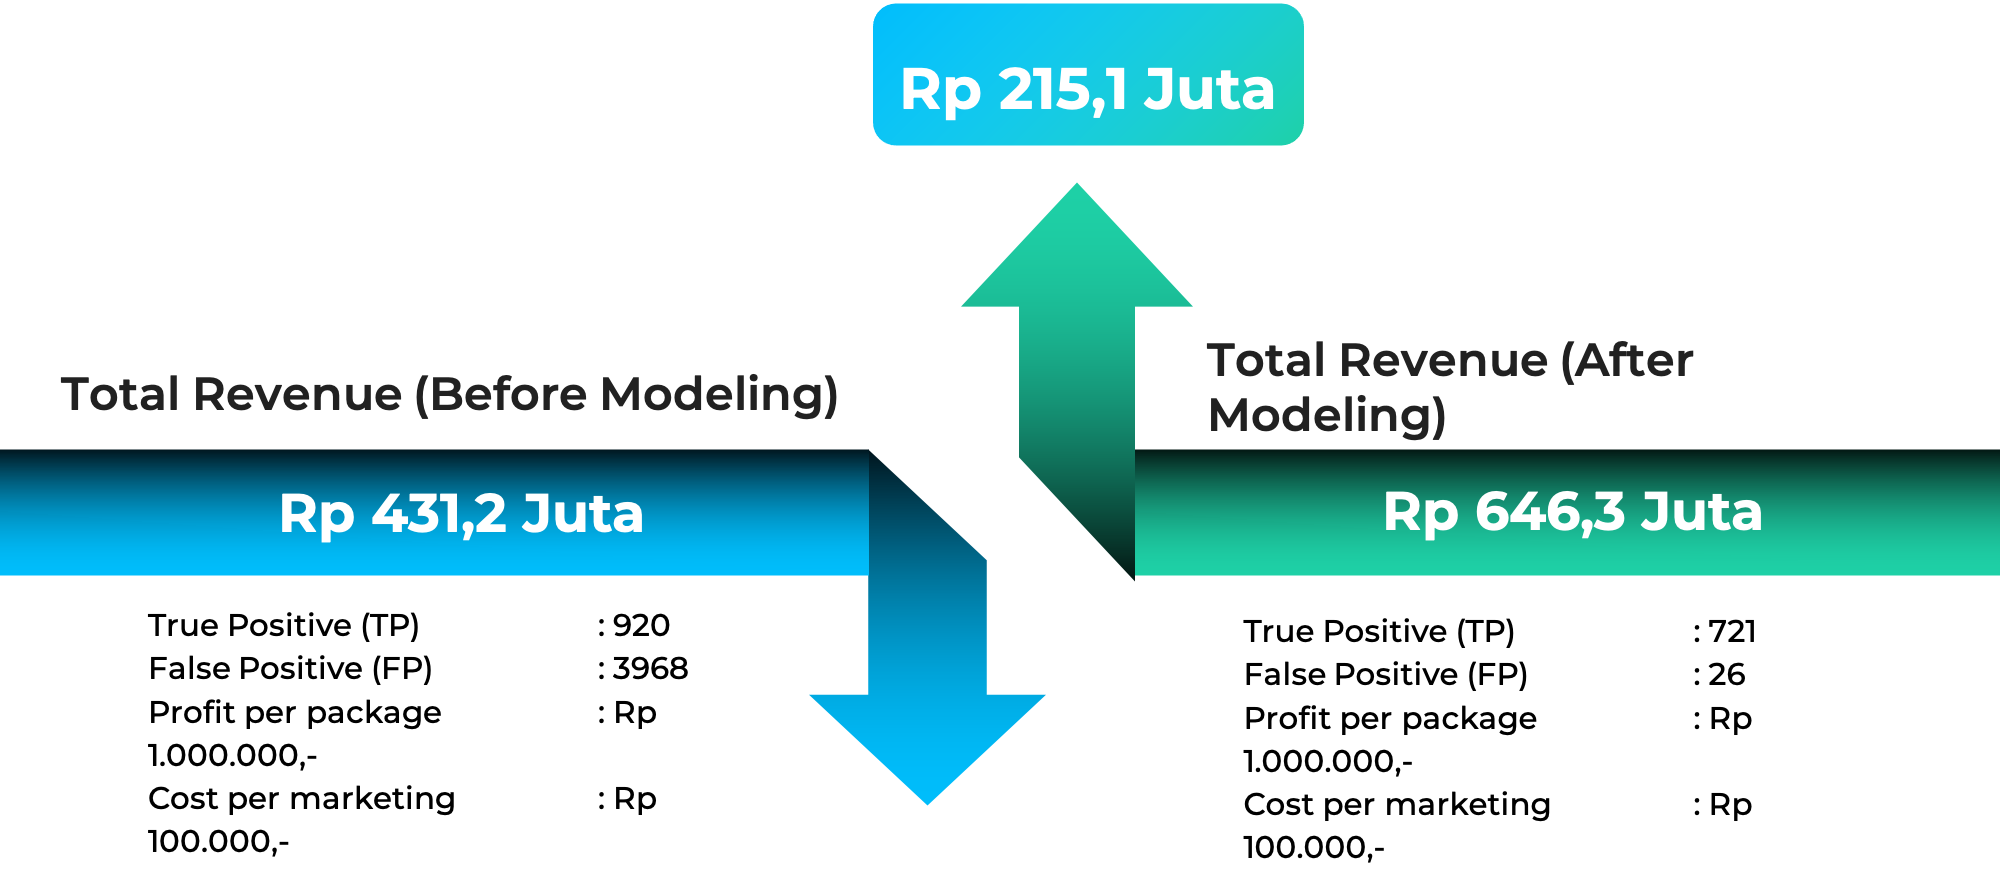 Rp 215,1 Juta
Total Revenue (Before Modeling)
Rp 431,2 Juta
True Positive (TP) : 920
False Positive (FP) : 3968
Profit per package : Rp
1.000.000,-
Cost per marketing : Rp
100.000,-
Total Revenue (After
Modeling)
Rp 646,3 Juta
True Positive (TP) : 721
False Positive (FP) : 26
Profit per package : Rp
1.000.000,-
Cost per marketing : Rp
100.000,-